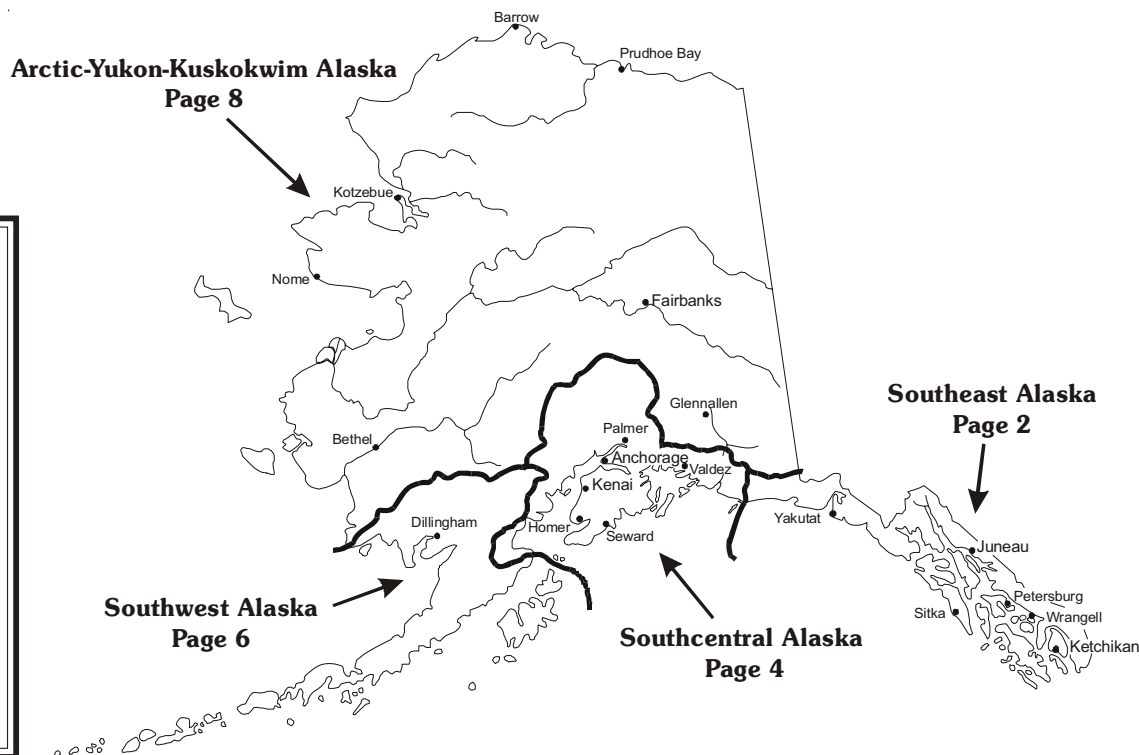 Barrow
Prudhoe Bay
Arctic-Yukon-Kuskokwim Alaska
Page 8
Kotzebue
Nome
Fairbanks
Southeast Alaska
Page 2
Glennallen
Palmer
Bethel
Anchorage
Valdez
Kenai
Yakutat
Dillingham
Homer
Seward
Juneau
Southwest Alaska
Page 6
Petersburg
Sitka
Wrangell
Southcentral Alaska
Page 4
Ketchikan